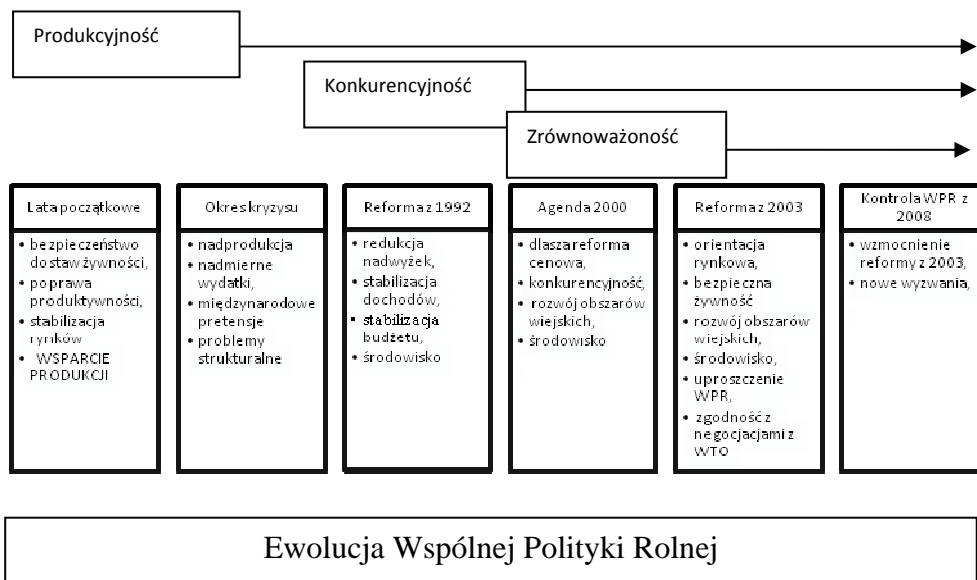 Produkcyjność
Konkurencyjność
Zrównoważoność
Lata początkowe
• bezpieczeństwo
dostaw żywności,
• poprawa
produktywności,
• stabilizacja
rynków
• WSPARCIE
PRODUKCJI
Okres kryzysu
• nadprodukcja
• nadmierne
wydatki,
• międzynarodowe
pretensje
• problemy
strukturalne
Reforma z 1992
• redukcja
nadwyżek,
• stabilizacja
dochodów,
• stabilizacja
budżetu,
• środowisko
Agenda 2000
• dlasza reforma
cenowa,
• konkurencyjność,
• rozwój obszarów
wiejskich,
• środowisko
Reforma z 2003
• orientacja
rynkowa,
• bezpieczna
żywność
• rozwój obszarów
wiejskich,
• środowisko,
• uproszczenie
WPR,
• zgodność z
negocjacjami z
WTO
Kontrola WPR z
2008
• wzmocnienie
reformy z 2003,
• nowe wyzwania,
Ewolucja Wspólnej Polityki Rolnej